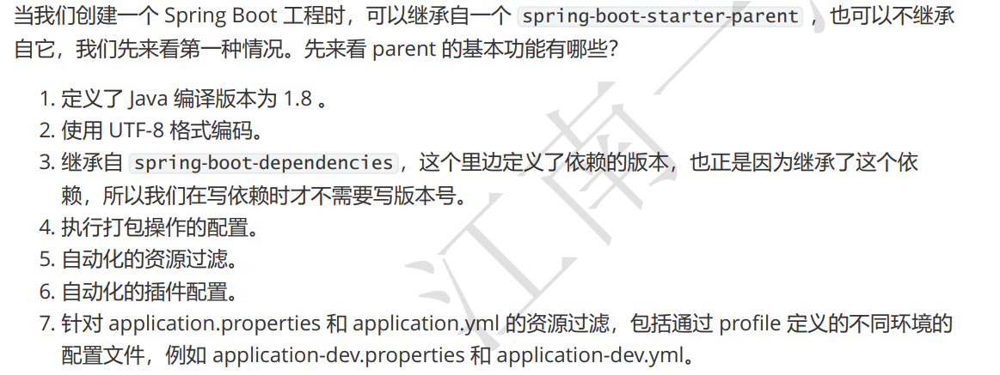 当我们创建一个 Spring Boot 工程时，可以继承自一个 spring-boot-starter-parent ，也可以不继承
自它，我们先来看第一种情况。先来看 parent 的基本功能有哪些？
1. 定义了 Java 编译版本为 1.8 。
2. 使用 UTF-8 格式编码。
3. 继承自 spring-boot-dependencies，这个里边定义了依赖的版本，也正是因为继承了这个依
赖，所以我们在写依赖时才不需要写版本号。
4. 执行打包操作的配置。
5. 自动化的资源过滤。
6. 自动化的插件配置。
7. 针对 application.properties 和 application.yml 的资源过滤，包括通过 profile 定义的不同环境的
配置文件，例如 application-dev.properties 和 application-dev.yml。
江南一